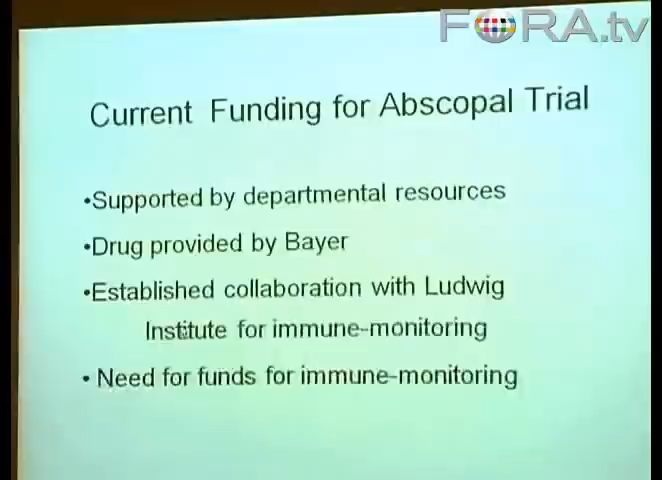 FORA.tv
Current Funding for Abscopal Trial
•Supported by departmental resources
•Drug provided by Bayer
•Established collaboration with Ludwig
Institute for immune-monitoring
• Need for funds for immune-monitoring